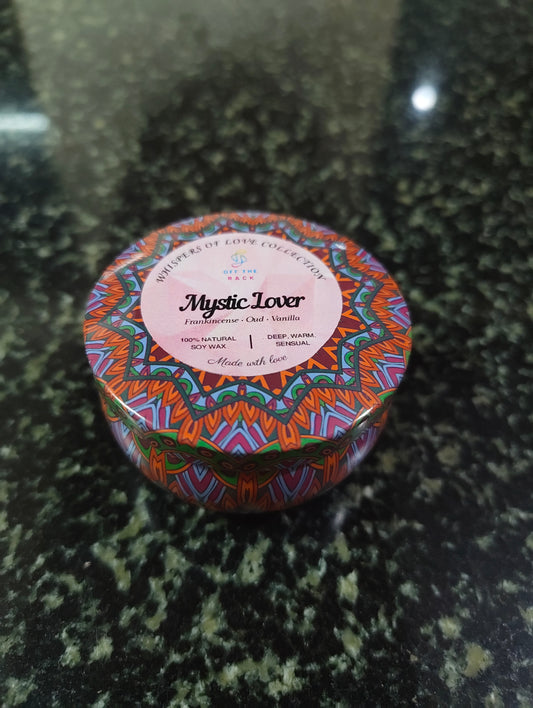 WHISPERS OF LOVE COLLECTION
OFF THE
RACK
Mystic Lover
Frankincense · Oud · Vanilla
100% NATURAL
SOY WAX
|
DEEP, WARM,
SENSUAL
Made with love